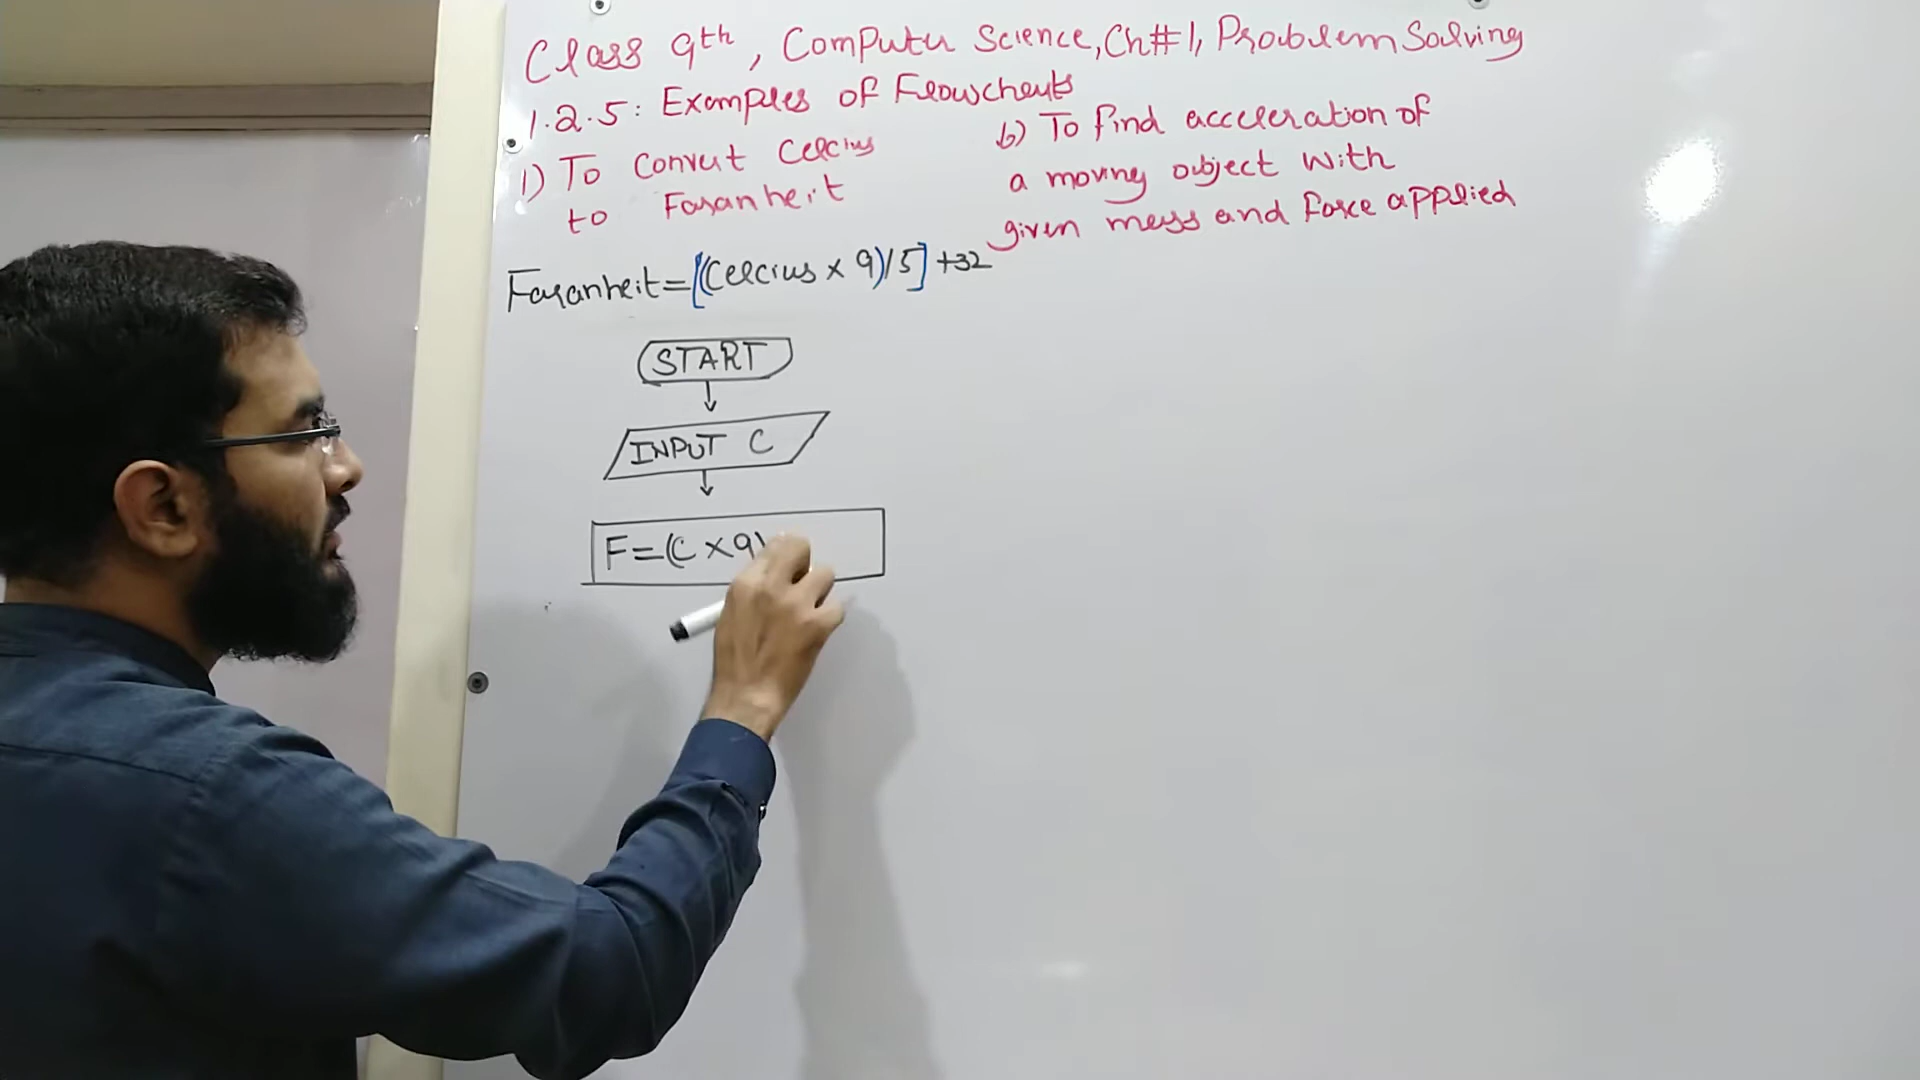 Class 9th, Computer Science, Ch#1, Problem Solving
1.2.5: Examples of Flowcharts
1) To Convert Celcius
to Faranheit
b) To find acceleration of
a moving object with
given mass and force applied
Faranheit=[(Celcius x 9)/5]+32
START
INPUT C
F=(C x 9)